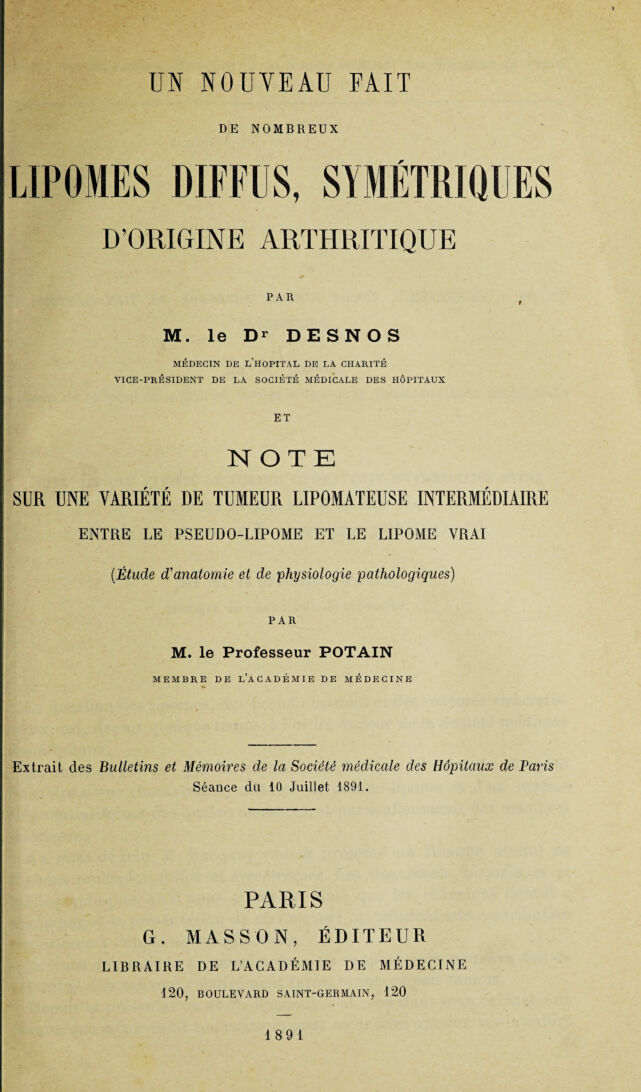 UN NOUVEAU FAIT
DE NOMBREUX
LIPOMES DIFFUS, SYMÉTRIQUES
D'ORIGINE ARTHRITIQUE
PAR
M. le Dr DESNOS
MÉDECIN DE L'HOPITAL DE LA CHARITÉ
VICE-PRÉSIDENT DE LA SOCIÉTÉ MÉDICALE DES HÔPITAUX
ET
NOTE
SUR UNE VARIÉTÉ DE TUMEUR LIPOMATEUSE INTERMÉDIAIRE
ENTRE LE PSEUDO-LIPOME ET LE LIPOME VRAI
(Étude d'anatomie et de physiologie pathologiques)
PAR
M. le Professeur POTAIN
MEMBRE DE L'ACADÉMIE DE MÉDECINE
Extrait des Bulletins et Mémoires de la Société médicale des Hôpitaux de Paris
Séance du 10 Juillet 1891.
PARIS
G. MASSON, ÉDITEUR
LIBRAIRE DE L'ACADÉMIE DE MÉDECINE
120, BOULEVARD SAINT-GERMAIN, 120
1891